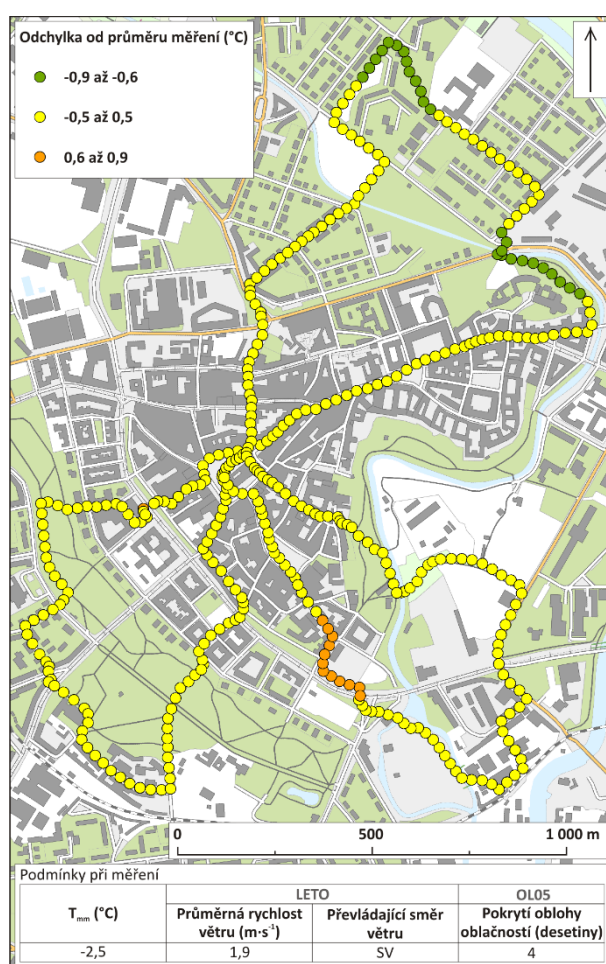 Odchylka od průměru měření (°C)
-0,9 až -0,6
-0,5 až 0,5
0,6 až 0,9
0 500 1 000 m
Podmínky při měření
LETO OL05
Tmm (°C) Průměrná rychlost větru (m·s⁻¹) Převládající směr větru Pokrytí oblohy oblačností (desetiny)
-2,5 1,9 SV 4